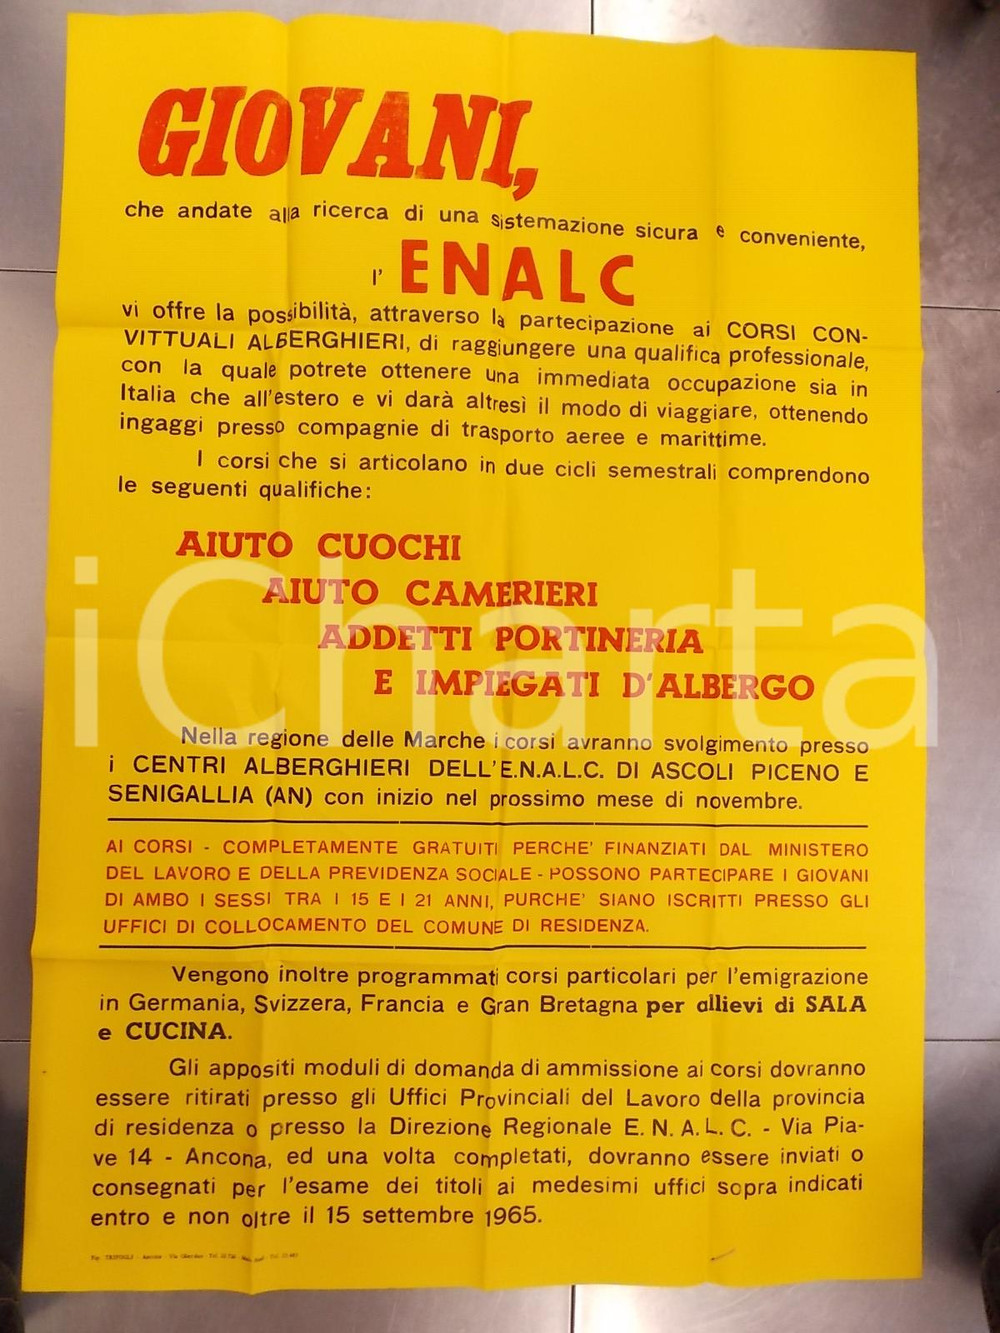 GIOVANI,
che andate alla ricerca di una sistemazione sicura e conveniente,
l' ENALC
vi offre la possibilità, attraverso la partecipazione ai CORSI CON-
VITTUALI ALBERGHIERI, di raggiungere una qualifica professionale,
con la quale potrete ottenere una immediata occupazione sia in
Italia che all'estero e vi darà altresì il modo di viaggiare, ottenendo
ingaggi presso compagnie di trasporto aeree e marittime.
I corsi che si articolano in due cicli semestrali comprendono
le seguenti qualifiche:
AIUTO CUOCHI
AIUTO CAMERIERI
ADDETTI PORTINERIA
E IMPIEGATI D'ALBERGO
iCharta
Nella regione delle Marche i corsi avranno svolgimento presso
i CENTRI ALBERGHIERI DELL'E.N.A.L.C. DI ASCOLI PICENO E
SENIGALLIA (AN) con inizio nel prossimo mese di novembre.
AI CORSI - COMPLETAMENTE GRATUITI PERCHE' FINANZIATI DAL MINISTERO
DEL LAVORO E DELLA PREVIDENZA SOCIALE - POSSONO PARTECIPARE I GIOVANI
DI AMBO I SESSI TRA I 15 E I 21 ANNI, PURCHE' SIANO ISCRITTI PRESSO GLI
UFFICI DI COLLOCAMENTO DEL COMUNE DI RESIDENZA.
Vengono inoltre programmati corsi particolari per l'emigrazione
in Germania, Svizzera, Francia e Gran Bretagna per allievi di SALA
e CUCINA.
Gli appositi moduli di domanda di ammissione ai corsi dovranno
essere ritirati presso gli Uffici Provinciali del Lavoro della provincia
di residenza o presso la Direzione Regionale E. N. A. L. C. - Via Pia-
ve 14 - Ancona, ed una volta completati, dovranno essere inviati o
consegnati per l'esame dei titoli ai medesimi uffici sopra indicati
entro e non oltre il 15 settembre 1965.